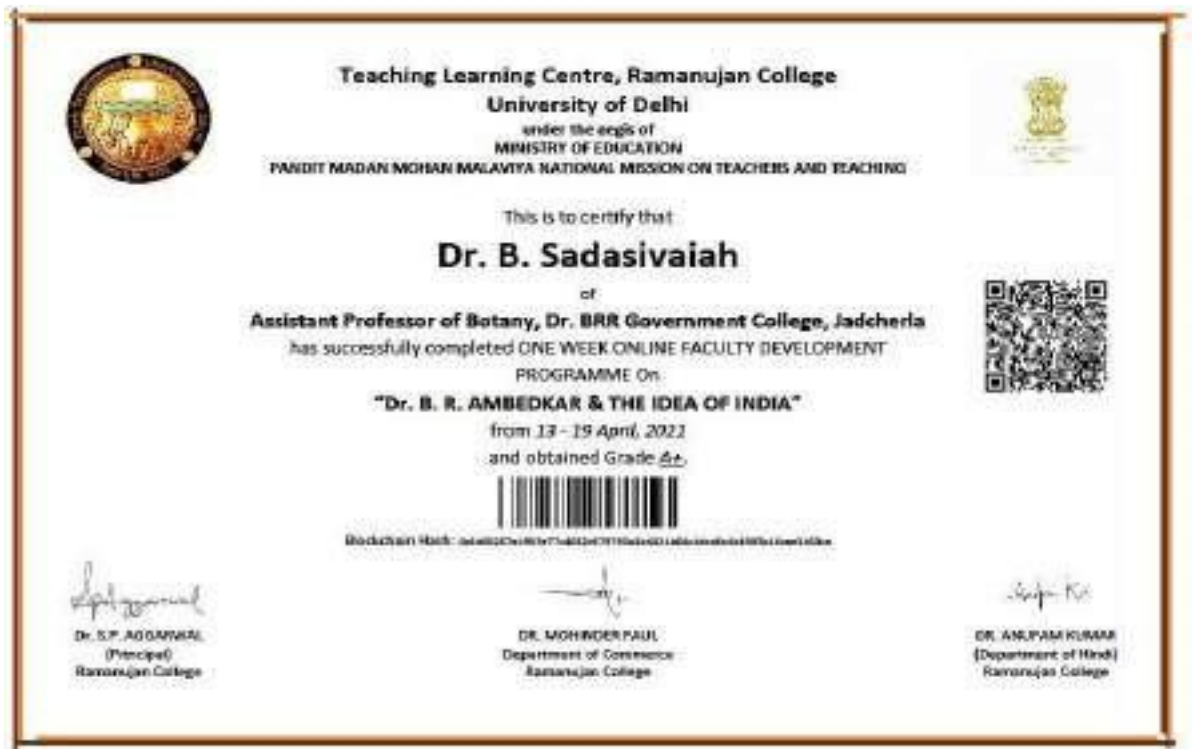 Teaching Learning Centre, Ramanujan College
University of Delhi
under the aegis of
MINISTRY OF EDUCATION
PANDIT MADAN MOHAN MALAVIYA NATIONAL MISSION ON TEACHERS AND TEACHING
This is to certify that
Dr. B. Sadasivaiah
of
Assistant Professor of Botany, Dr. BRR Government College, Jadcherla
has successfully completed ONE WEEK ONLINE FACULTY DEVELOPMENT
PROGRAMME On
"Dr. B. R. AMBEDKAR & THE IDEA OF INDIA"
from 13 - 19 April, 2021
and obtained Grade A+.
Blockchain Hash:
Dr. S.P. AGGARWAL
(Principal)
Ramanujan College
DR. MOHINDER PAUL
Department of Commerce
Ramanujan College
DR. ANUPAM KUMAR
(Department of Hindi)
Ramanujan College